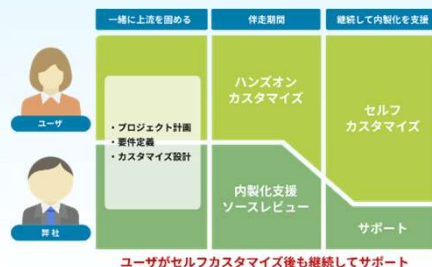 一緒に上流を固める
伴走期間
継続して内製化を支援
ユーザ
・プロジェクト計画
・要件定義
・カスタマイズ設計
ハンズオン
カスタマイズ
セルフ
カスタマイズ
弊社
内製化支援
ソースレビュー
サポート
ユーザがセルフカスタマイズ後も継続してサポート